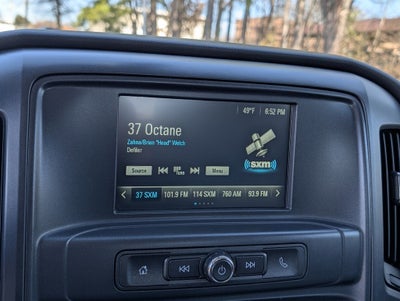 49°F 6:52 PM
37 Octane
Zahna/Brian "Head" Welch
Defiler
Source Menu
sxm
37 SXM 101.9 FM 114 SXM 760 AM 93.9 FM